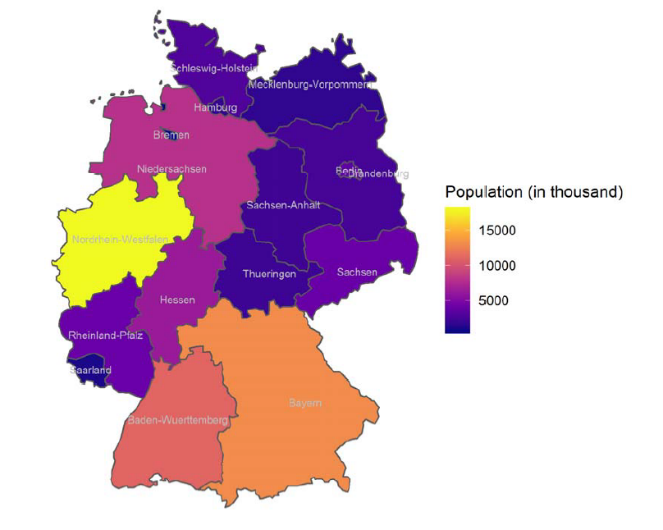 Schleswig-Holstein
Mecklenburg-Vorpommern
Hamburg
Bremen
Niedersachsen
Berlin
Brandenburg
Sachsen-Anhalt
Nordrhein-Westfalen
Thueringen
Sachsen
Hessen
Rheinland-Pfalz
Saarland
Bayern
Baden-Wuerttemberg
Population (in thousand)
15000
10000
5000